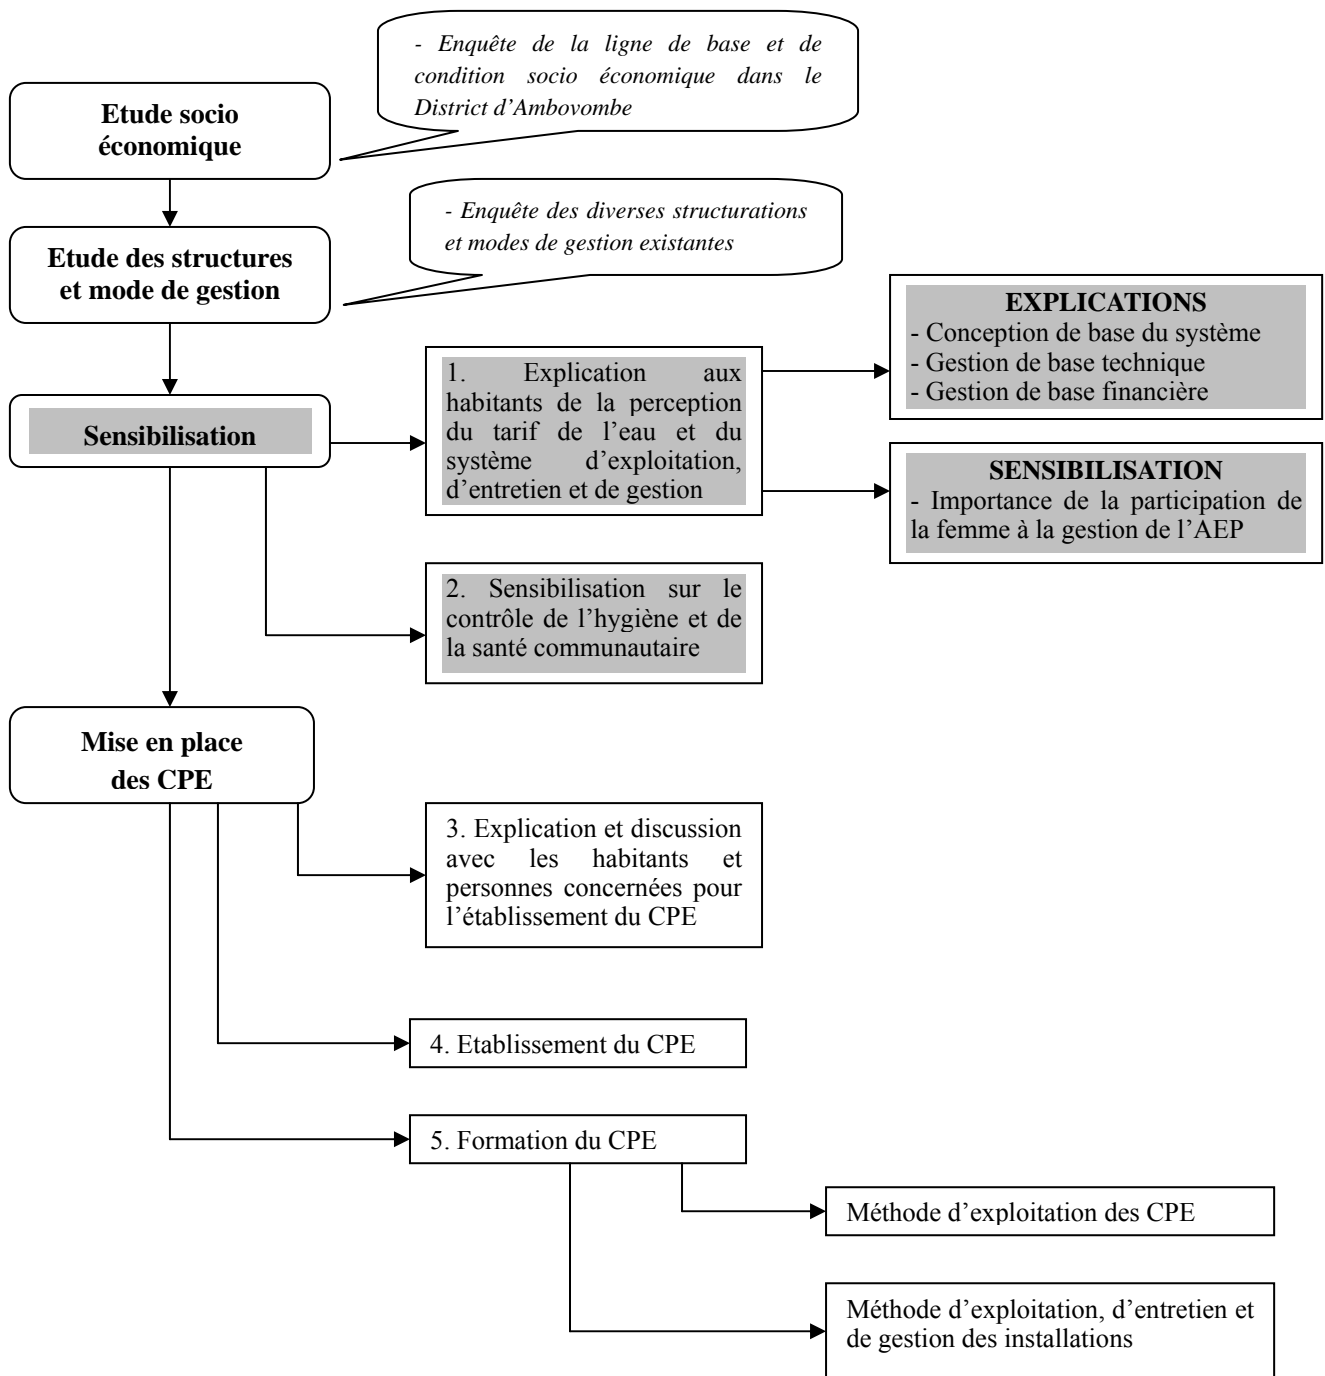 - Enquête de la ligne de base et de
condition socio économique dans le
District d’Ambovombe
Etude socio
économique
- Enquête des diverses structurations
et modes de gestion existantes
Etude des structures
et mode de gestion
EXPLICATIONS
- Conception de base du système
- Gestion de base technique
- Gestion de base financière
1. Explication aux
habitants de la perception
du tarif de l’eau et du
système d’exploitation,
d’entretien et de gestion
Sensibilisation
SENSIBILISATION
- Importance de la participation de
la femme à la gestion de l’AEP
2. Sensibilisation sur le
contrôle de l’hygiène et de
la santé communautaire
Mise en place
des CPE
3. Explication et discussion
avec les habitants et
personnes concernées pour
l’établissement du CPE
4. Etablissement du CPE
5. Formation du CPE
Méthode d’exploitation des CPE
Méthode d’exploitation, d’entretien et
de gestion des installations